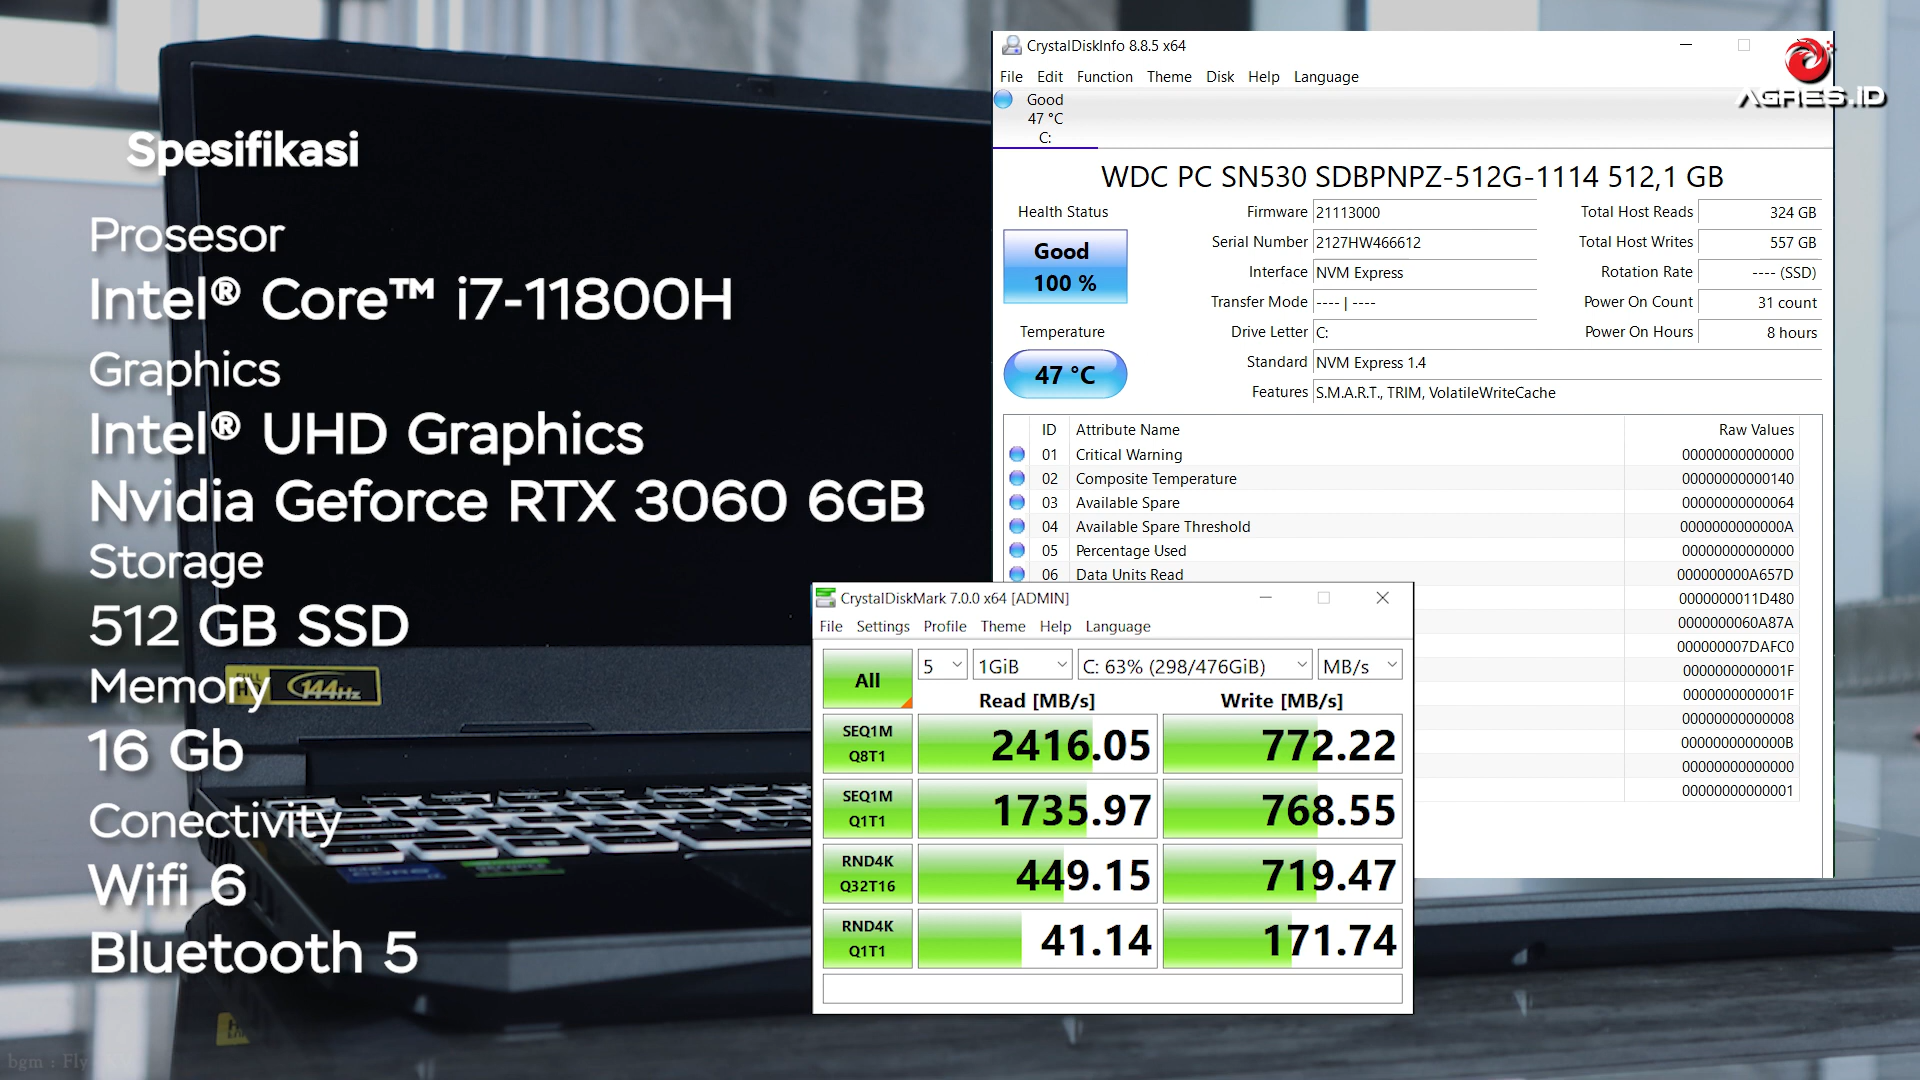 Spesifikasi
Prosesor
Intel® Core™ i7-11800H
Graphics
Intel® UHD Graphics
Nvidia Geforce RTX 3060 6GB
Storage
512 GB SSD
Memory
16 Gb
Conectivity
Wifi 6
Bluetooth 5
144Hz
bgm : Fly
AGRES.ID
CrystalDiskInfo 8.8.5 x64
File Edit Function Theme Disk Help Language
Good
47 °C
C:
WDC PC SN530 SDBPNPZ-512G-1114 512,1 GB
Health Status
Good
100 %
Temperature
47 °C
Firmware 21113000
Serial Number 2127HW466612
Interface NVM Express
Transfer Mode ---- | ----
Drive Letter C:
Standard NVM Express 1.4
Features S.M.A.R.T., TRIM, VolatileWriteCache
Total Host Reads 324 GB
Total Host Writes 557 GB
Rotation Rate ---- (SSD)
Power On Count 31 count
Power On Hours 8 hours
ID Attribute Name Raw Values
01 Critical Warning 00000000000000
02 Composite Temperature 00000000000140
03 Available Spare 00000000000064
04 Available Spare Threshold 0000000000000A
05 Percentage Used 00000000000000
06 Data Units Read 000000000A657D
0000000011D480
0000000060A87A
000000007DAFC0
0000000000001F
0000000000001F
00000000000008
0000000000000B
00000000000000
00000000000001
CrystalDiskMark 7.0.0 x64 [ADMIN]
File Settings Profile Theme Help Language
All 5 1GiB C: 63% (298/476GiB) MB/s
Read [MB/s] Write [MB/s]
SEQ1M
Q8T1 2416.05 772.22
SEQ1M
Q1T1 1735.97 768.55
RND4K
Q32T16 449.15 719.47
RND4K
Q1T1 41.14 171.74